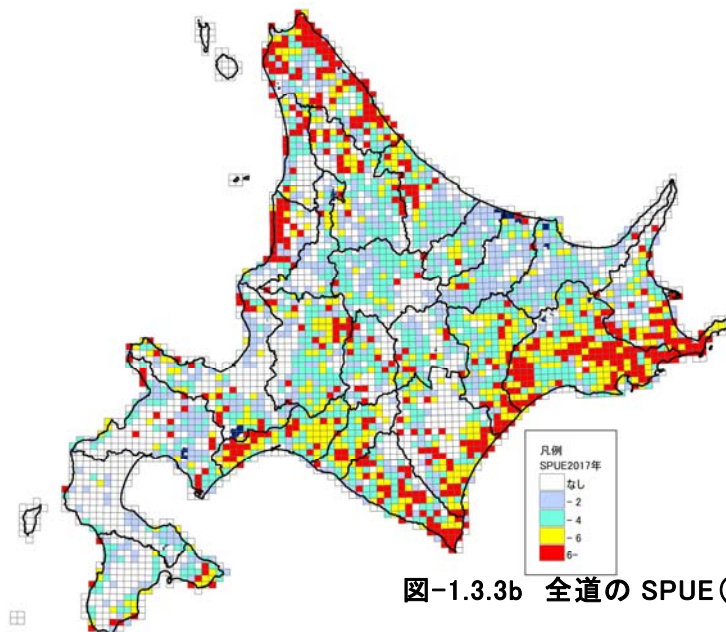 凡例
SPUE2017年
なし
- 2
- 4
- 6
6-
図-1.3.3b 全道の SPUE(